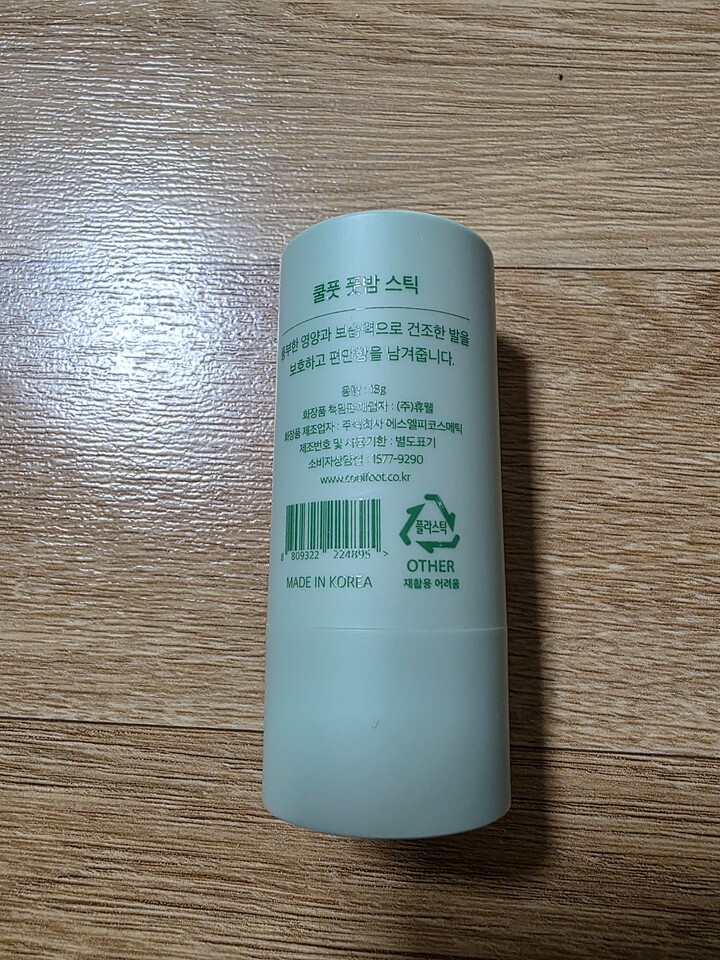 쿨풋 풋밤 스틱
풍부한 영양과 보습력으로 건조한 발을
보호하고 편안함을 남겨줍니다.
용량 : 18g
화장품 책임판매업자 : (주)휴웰
화장품 제조업자 : 주식회사 에스엘피코스메틱
제조번호 및 사용기한 : 별도표기
소비자상담실 : 1577-9290
www.conifoot.co.kr
8 809322 224895 >
플라스틱
OTHER
재활용 어려움
MADE IN KOREA